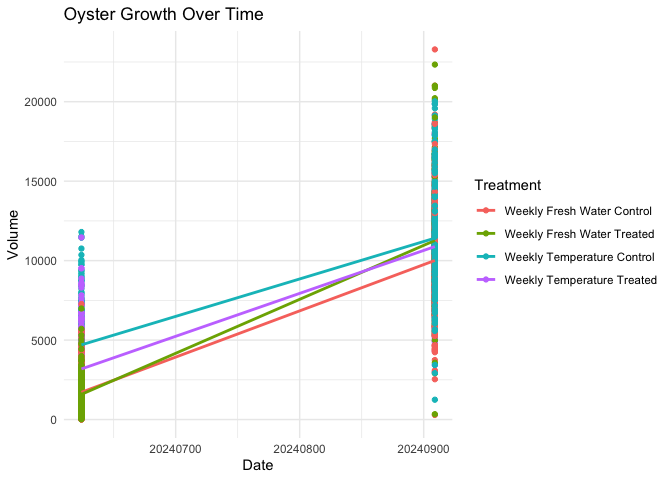 Oyster Growth Over Time
Volume
20000
15000
10000
5000
0
20240700
20240800
20240900
Date
Treatment
Weekly Fresh Water Control
Weekly Fresh Water Treated
Weekly Temperature Control
Weekly Temperature Treated